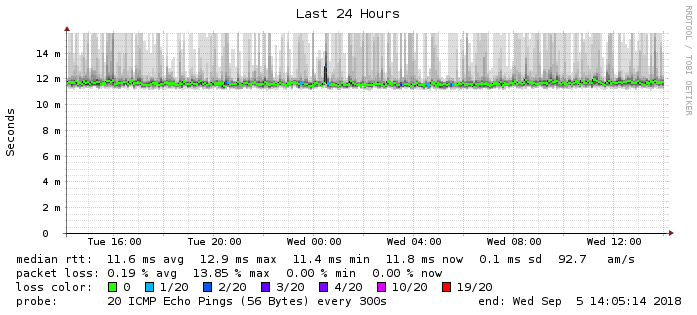 Last 24 Hours
RRDTOOL / TOBI OETIKER
Seconds
14 m
12 m
10 m
8 m
6 m
4 m
2 m
0
Tue 16:00 Tue 20:00 Wed 00:00 Wed 04:00 Wed 08:00 Wed 12:00
median rtt: 11.6 ms avg 12.9 ms max 11.4 ms min 11.8 ms now 0.1 ms sd 92.7 am/s
packet loss: 0.19 % avg 13.85 % max 0.00 % min 0.00 % now
loss color: 0 1/20 2/20 3/20 4/20 10/20 19/20
probe: 20 ICMP Echo Pings (56 Bytes) every 300s end: Wed Sep 5 14:05:14 2018